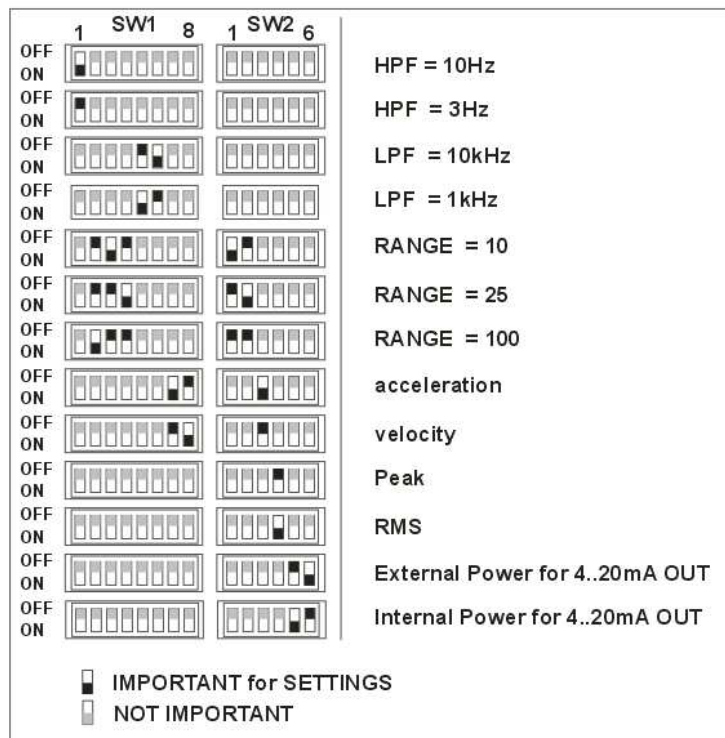 SW1 SW2
1 8 1 6
OFF
ON HPF = 10Hz
OFF
ON HPF = 3Hz
OFF
ON LPF = 10kHz
OFF
ON LPF = 1kHz
OFF
ON RANGE = 10
OFF
ON RANGE = 25
OFF
ON RANGE = 100
OFF
ON acceleration
OFF
ON velocity
OFF
ON Peak
OFF
ON RMS
OFF
ON External Power for 4..20mA OUT
OFF
ON Internal Power for 4..20mA OUT
IMPORTANT for SETTINGS
NOT IMPORTANT